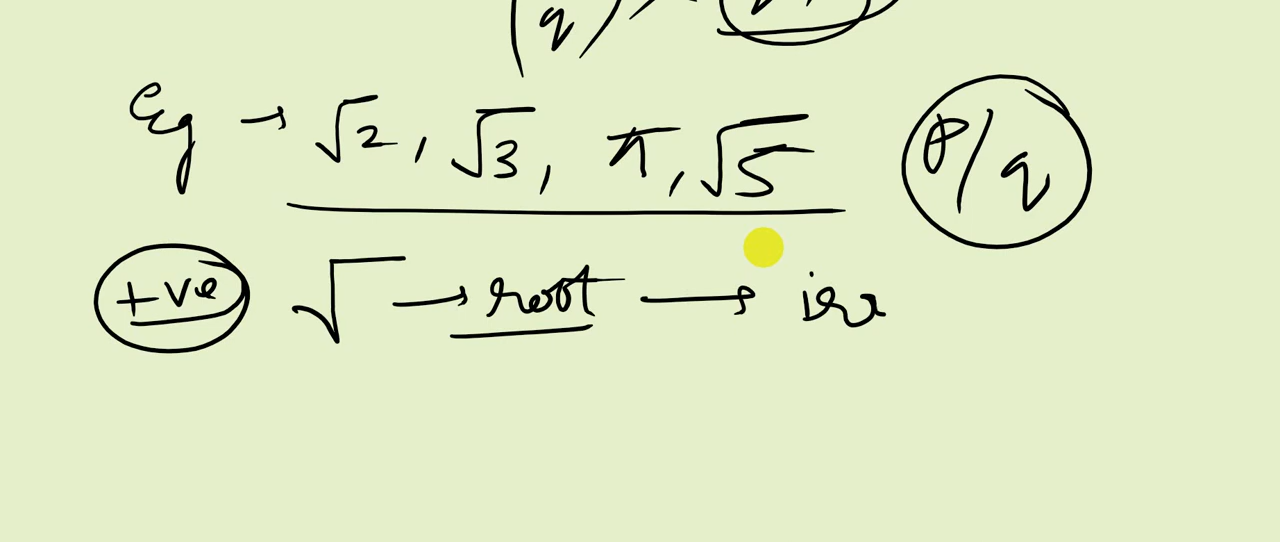 (q)
Eg → √2, √3, π, √5 p/q
+ve √ → root → irr